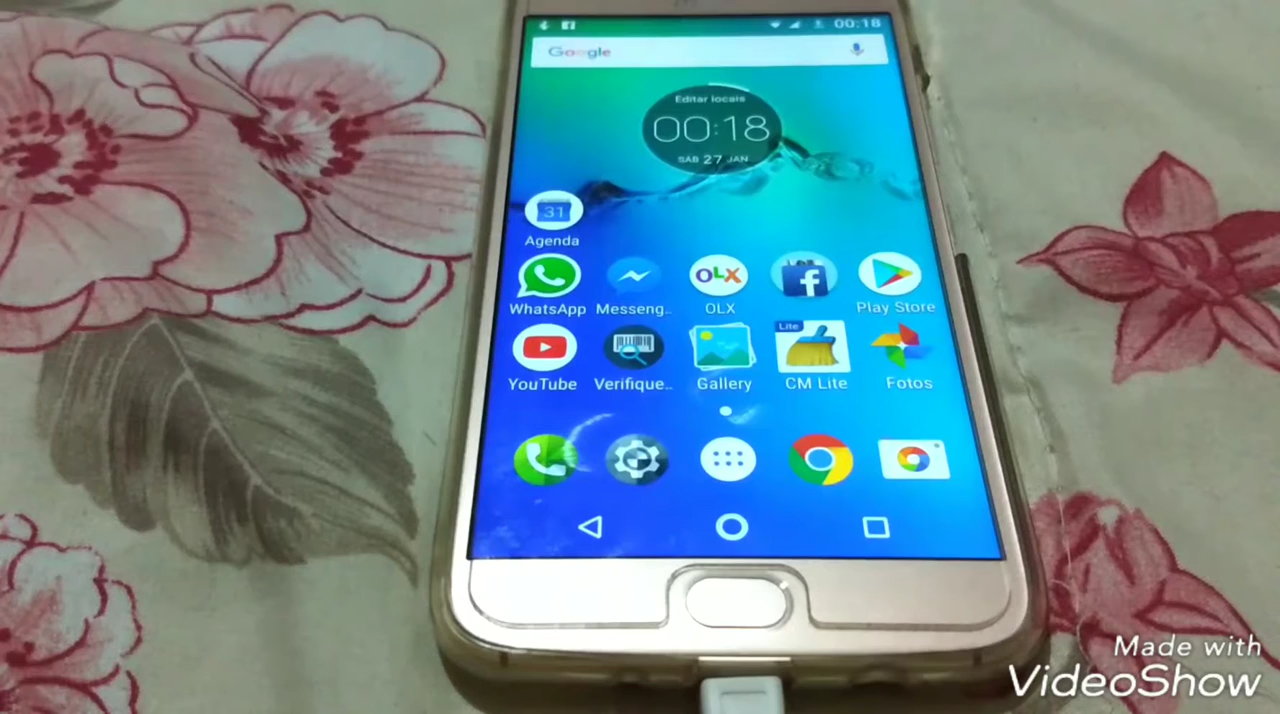 00:18
Google
Editar locais
00:18
SÁB 27 JAN
31
Agenda
OLX
f
WhatsApp Messeng.. OLX Play Store
Lite
YouTube Verifique.. Gallery CM Lite Fotos
Made with
VideoShow